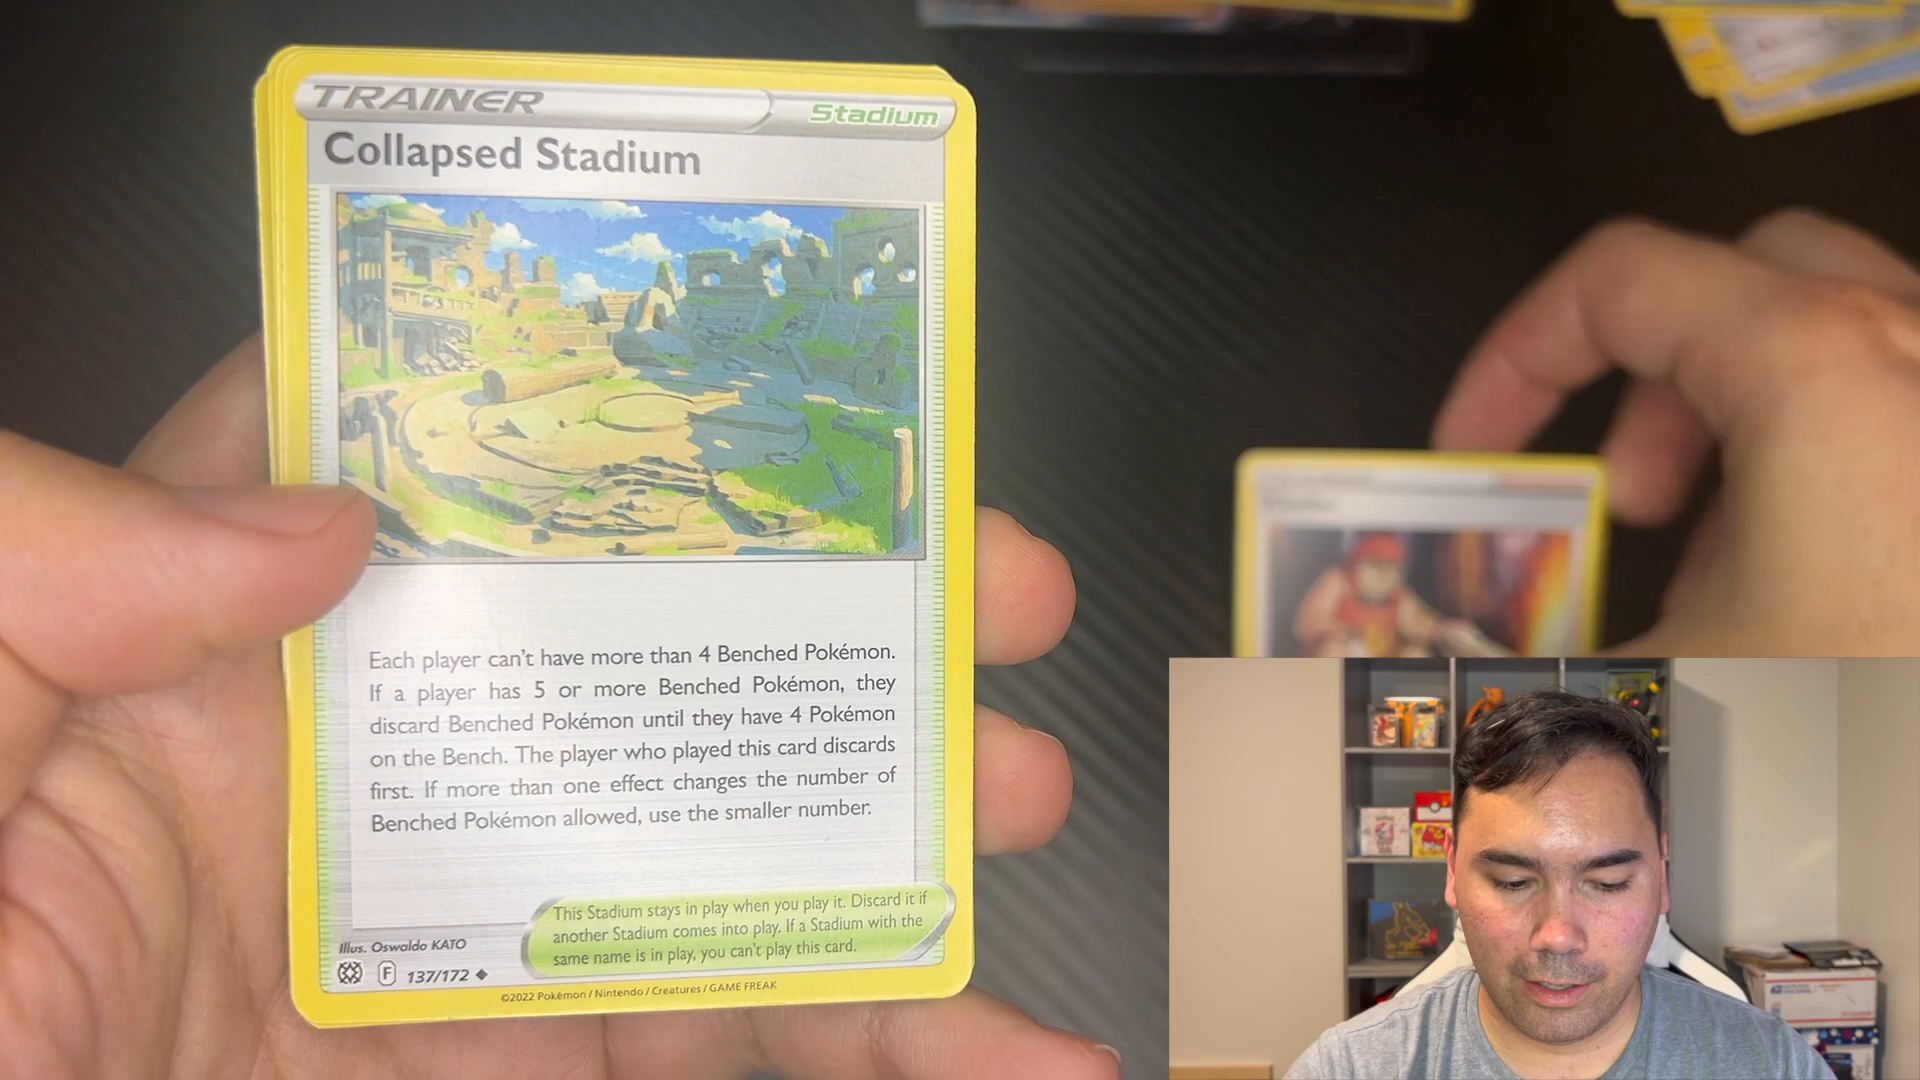 TRAINER
Stadium
Collapsed Stadium
Each player can't have more than 4 Benched Pokémon.
If a player has 5 or more Benched Pokémon, they
discard Benched Pokémon until they have 4 Pokémon
on the Bench. The player who played this card discards
first. If more than one effect changes the number of
Benched Pokémon allowed, use the smaller number.
This Stadium stays in play when you play it. Discard it if
another Stadium comes into play. If a Stadium with the
same name is in play, you can't play this card.
Illus. Oswaldo KATO
F 137/172
©2022 Pokémon / Nintendo / Creatures / GAME FREAK